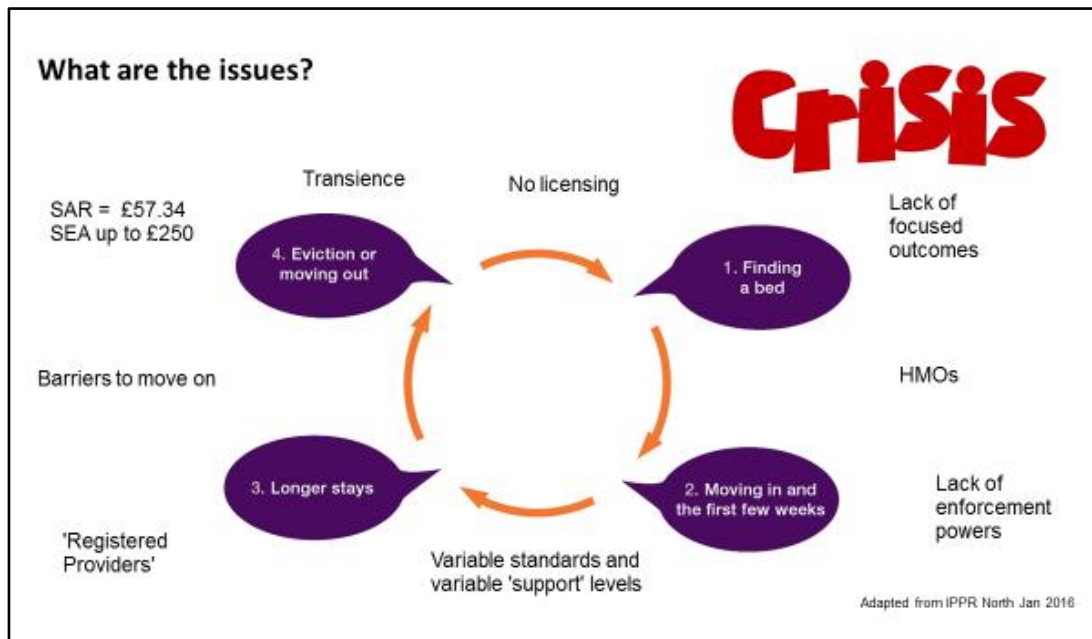 What are the issues?
Crisis
Transience
No licensing
SAR = £57.34
SEA up to £250
Lack of
focused
outcomes
4. Eviction or
moving out
1. Finding
a bed
Barriers to move on
HMOs
3. Longer stays
2. Moving in and
the first few weeks
Lack of
enforcement
powers
'Registered
Providers'
Variable standards and
variable 'support' levels
Adapted from IPPR North Jan 2016